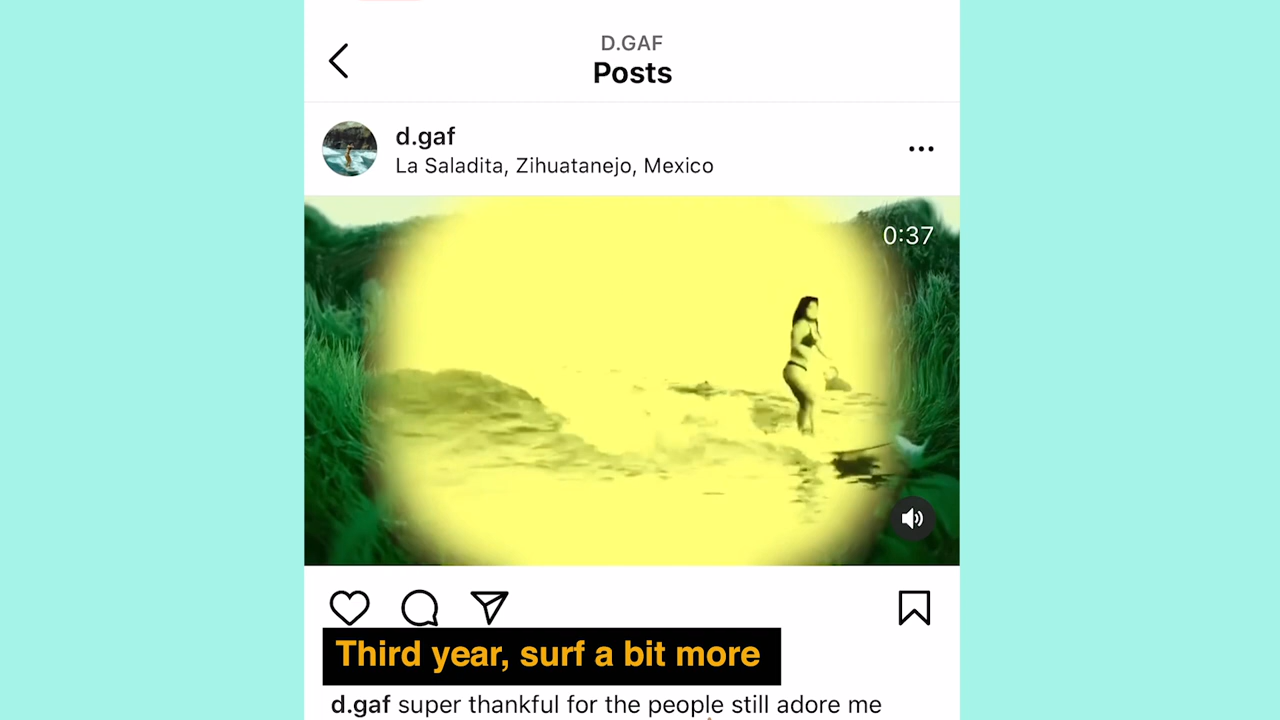 D.GAF
Posts
d.gaf
La Saladita, Zihuatanejo, Mexico
0:37
Third year, surf a bit more
d.gaf super thankful for the people still adore me